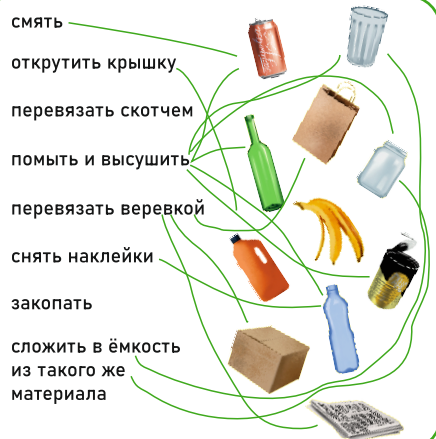 смять
открутить крышку
перевязать скотчем
помыть и высушить
перевязать веревкой
снять наклейки
закопать
сложить в ёмкость
из такого же
материала